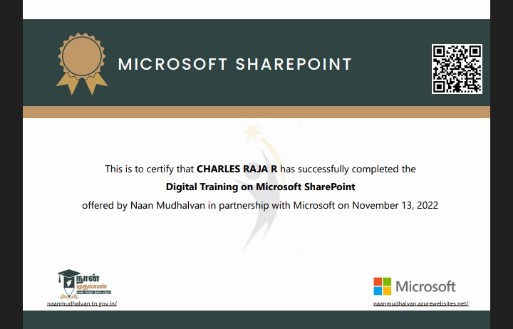 MICROSOFT SHAREPOINT
This is to certify that CHARLES RAJA R has successfully completed the
Digital Training on Microsoft SharePoint
offered by Naan Mudhalvan in partnership with Microsoft on November 13, 2022
நான்
முதல்வன்
Microsoft
naanmudhalvan.tn.gov.in/
naanmudhalvan.azurewebsites.net/